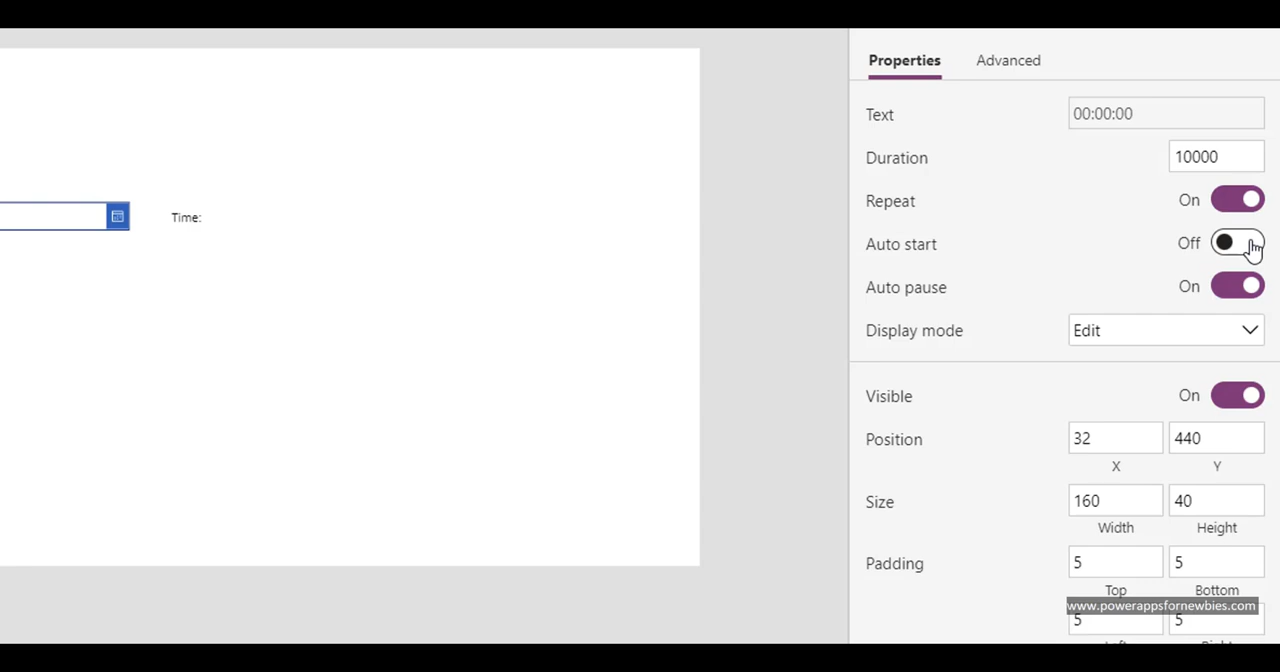 Properties Advanced
Text 00:00:00
Duration 10000
Repeat On
Time:
Auto start Off
Auto pause On
Display mode Edit
Visible On
Position 32 440
X Y
Size 160 40
Width Height
Padding 5 5
Top Bottom
www.powerappsfornewbies.com
5 5